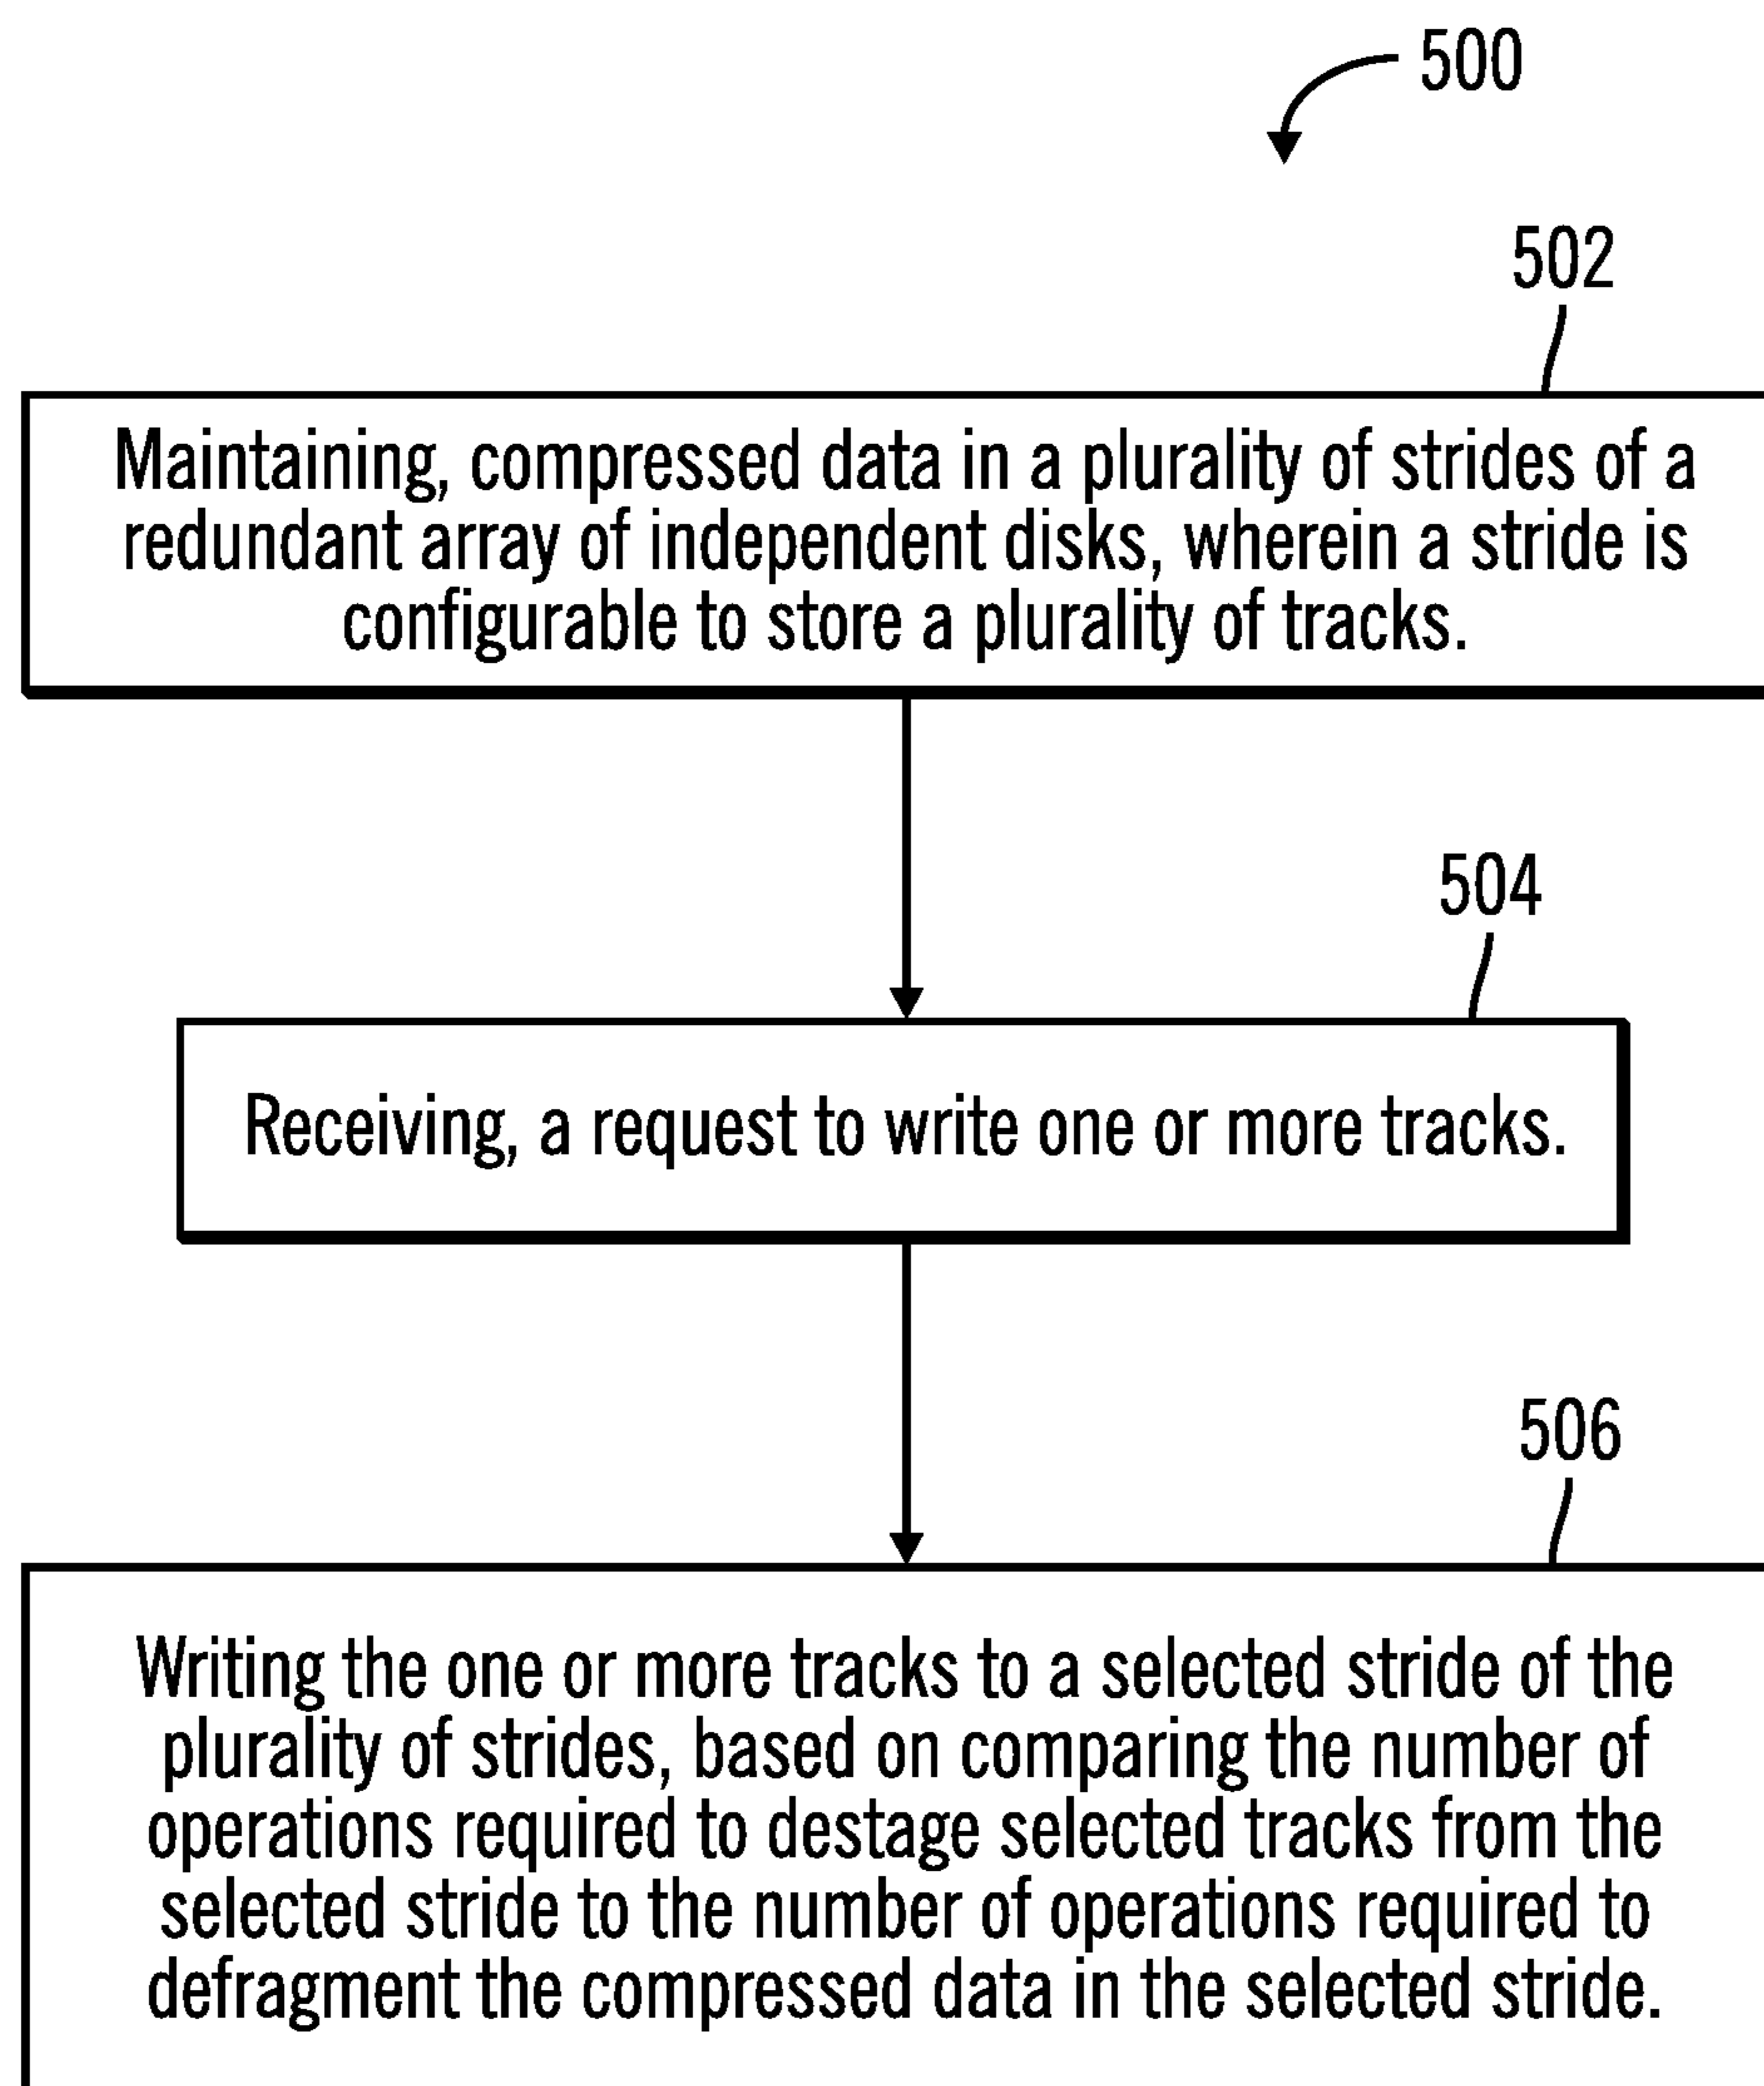 500
502
Maintaining, compressed data in a plurality of strides of a
redundant array of independent disks, wherein a stride is
configurable to store a plurality of tracks.
504
Receiving, a request to write one or more tracks.
506
Writing the one or more tracks to a selected stride of the
plurality of strides, based on comparing the number of
operations required to destage selected tracks from the
selected stride to the number of operations required to
defragment the compressed data in the selected stride.